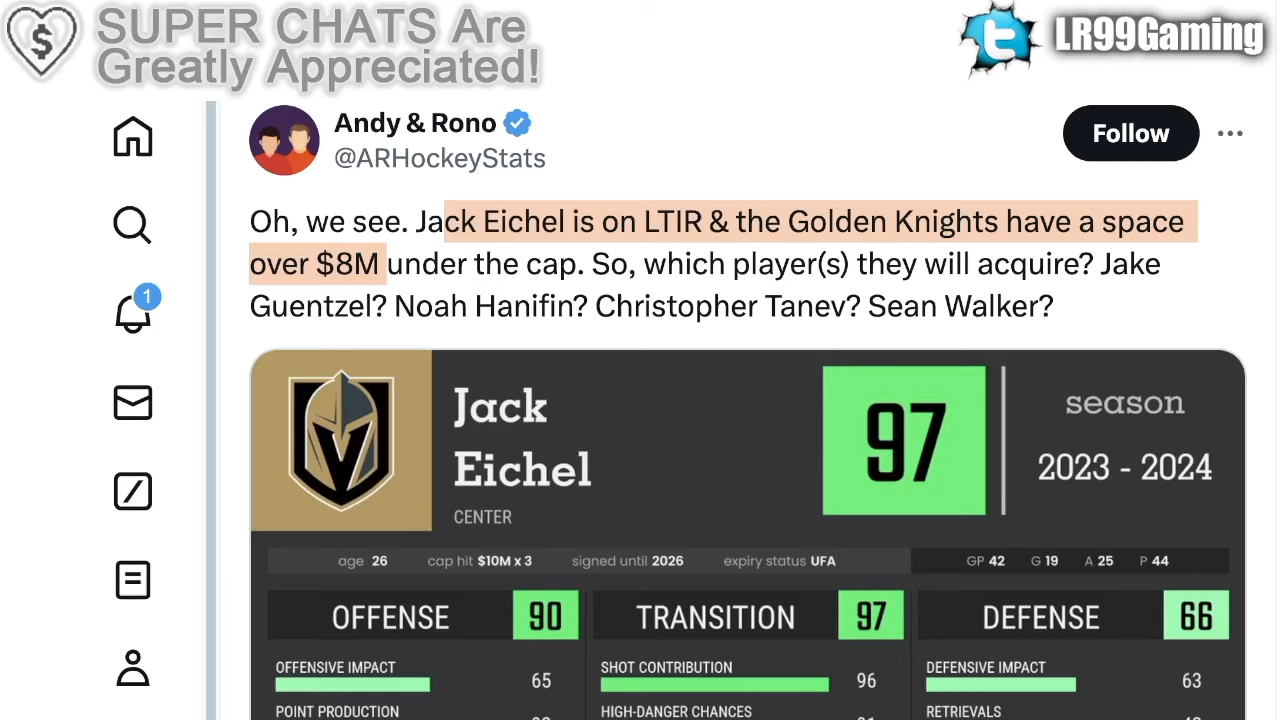 SUPER CHATS Are
Greatly Appreciated!
LR99Gaming
Andy & Rono
@ARHockeyStats
Follow
Oh, we see. Jack Eichel is on LTIR & the Golden Knights have a space
over $8M under the cap. So, which player(s) they will acquire? Jake
Guentzel? Noah Hanifin? Christopher Tanev? Sean Walker?
1
Jack
Eichel
CENTER
97
season
2023 - 2024
age 26 cap hit $10M x 3 signed until 2026 expiry status UFA GP 42 G 19 A 25 P 44
OFFENSE 90 TRANSITION 97 DEFENSE 66
OFFENSIVE IMPACT 65 SHOT CONTRIBUTION 96 DEFENSIVE IMPACT 63
POINT PRODUCTION HIGH-DANGER CHANCES RETRIEVALS